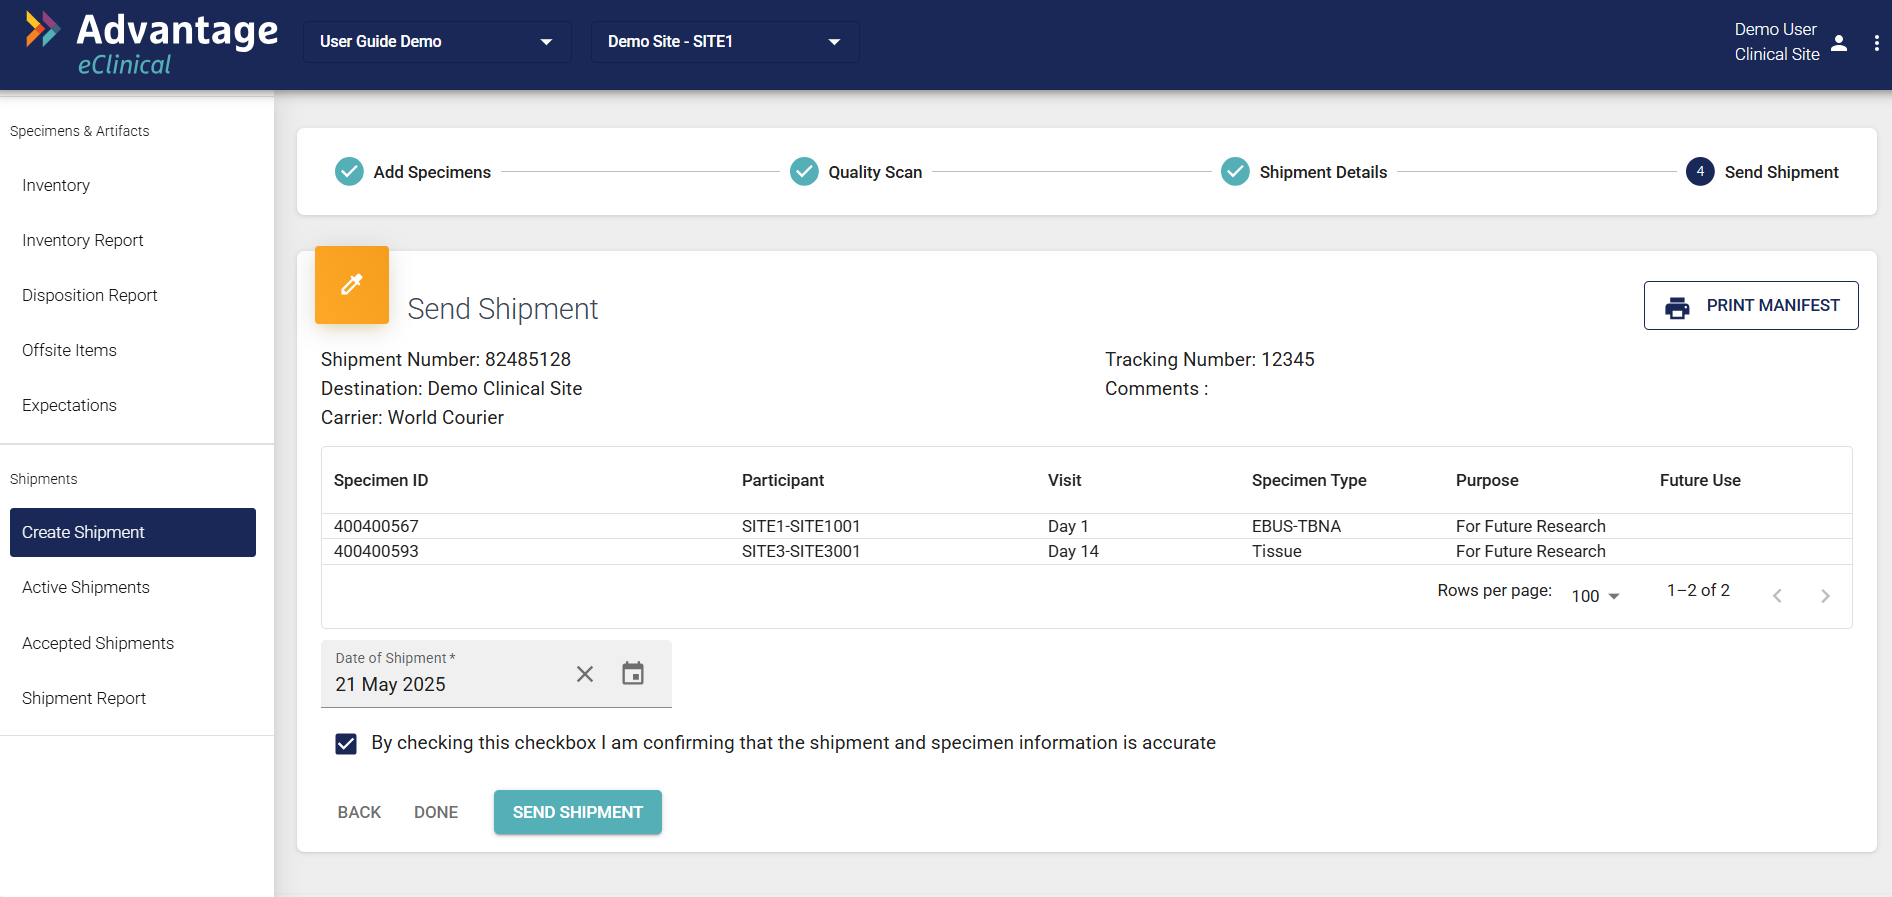 Advantage
eClinical
User Guide Demo
Demo Site - SITE1
Demo User
Clinical Site
Specimens & Artifacts
Inventory
Inventory Report
Disposition Report
Offsite Items
Expectations
Shipments
Create Shipment
Active Shipments
Accepted Shipments
Shipment Report
Add Specimens
Quality Scan
Shipment Details
4 Send Shipment
Send Shipment
PRINT MANIFEST
Shipment Number: 82485128
Destination: Demo Clinical Site
Carrier: World Courier
Tracking Number: 12345
Comments :
Specimen ID Participant Visit Specimen Type Purpose Future Use
400400567 SITE1-SITE1001 Day 1 EBUS-TBNA For Future Research
400400593 SITE3-SITE3001 Day 14 Tissue For Future Research
Rows per page: 100 1–2 of 2
Date of Shipment *
21 May 2025
By checking this checkbox I am confirming that the shipment and specimen information is accurate
BACK DONE SEND SHIPMENT